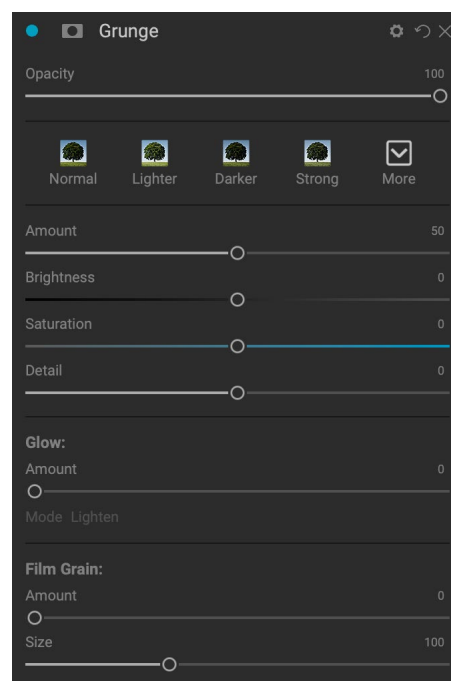 Grunge
Opacity 100
Normal Lighter Darker Strong More
Amount 50
Brightness 0
Saturation 0
Detail 0
Glow:
Amount 0
Mode Lighten
Film Grain:
Amount 0
Size 100